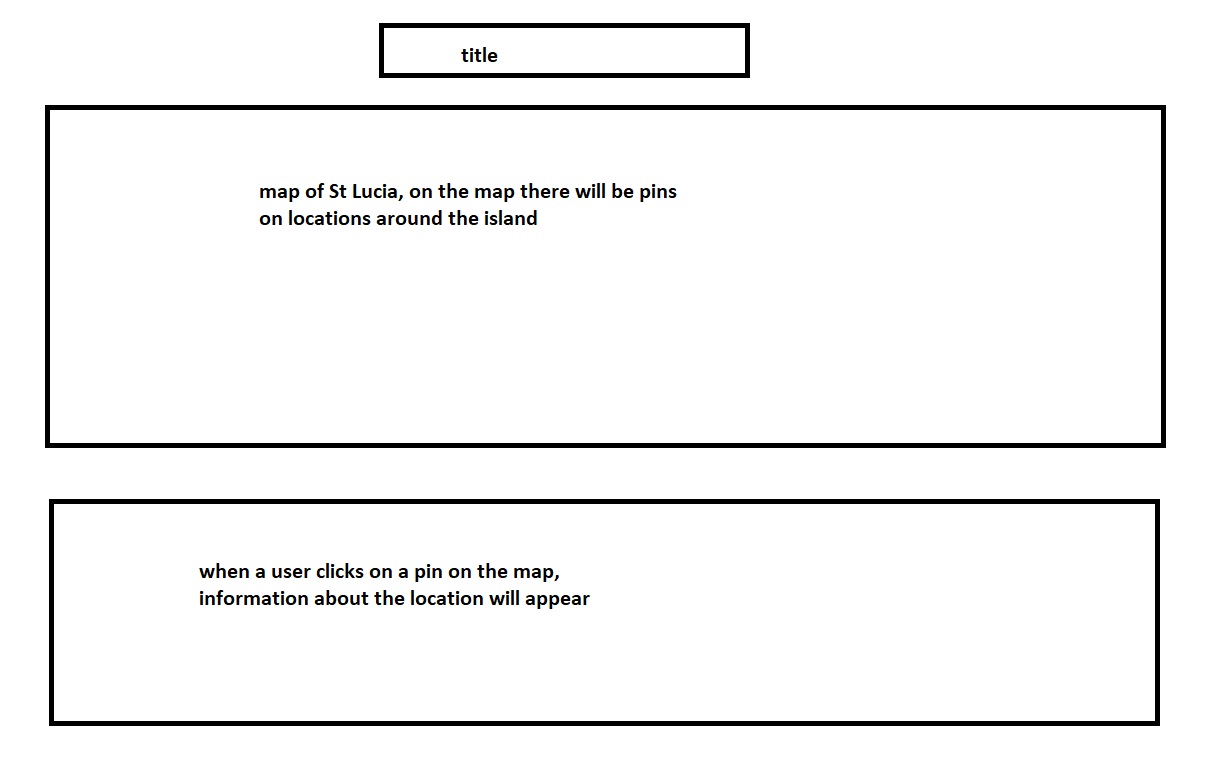 title
map of St Lucia, on the map there will be pins
on locations around the island
when a user clicks on a pin on the map,
information about the location will appear